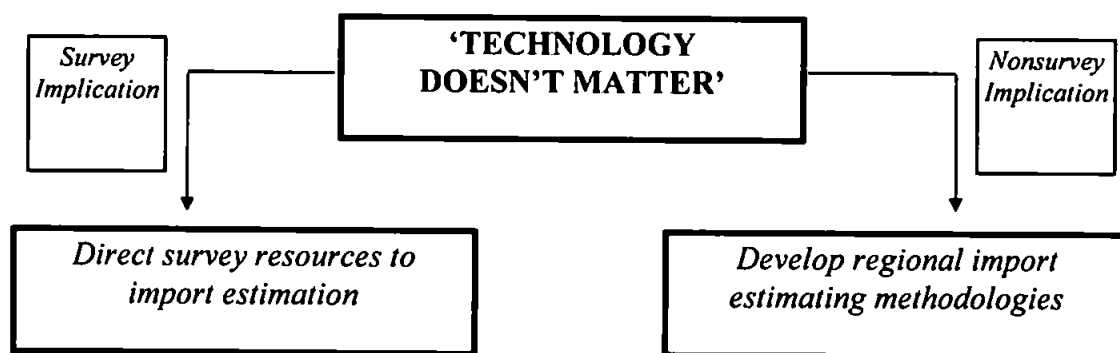 Survey
Implication
‘TECHNOLOGY
DOESN’T MATTER’
Nonsurvey
Implication
Direct survey resources to
import estimation
Develop regional import
estimating methodologies